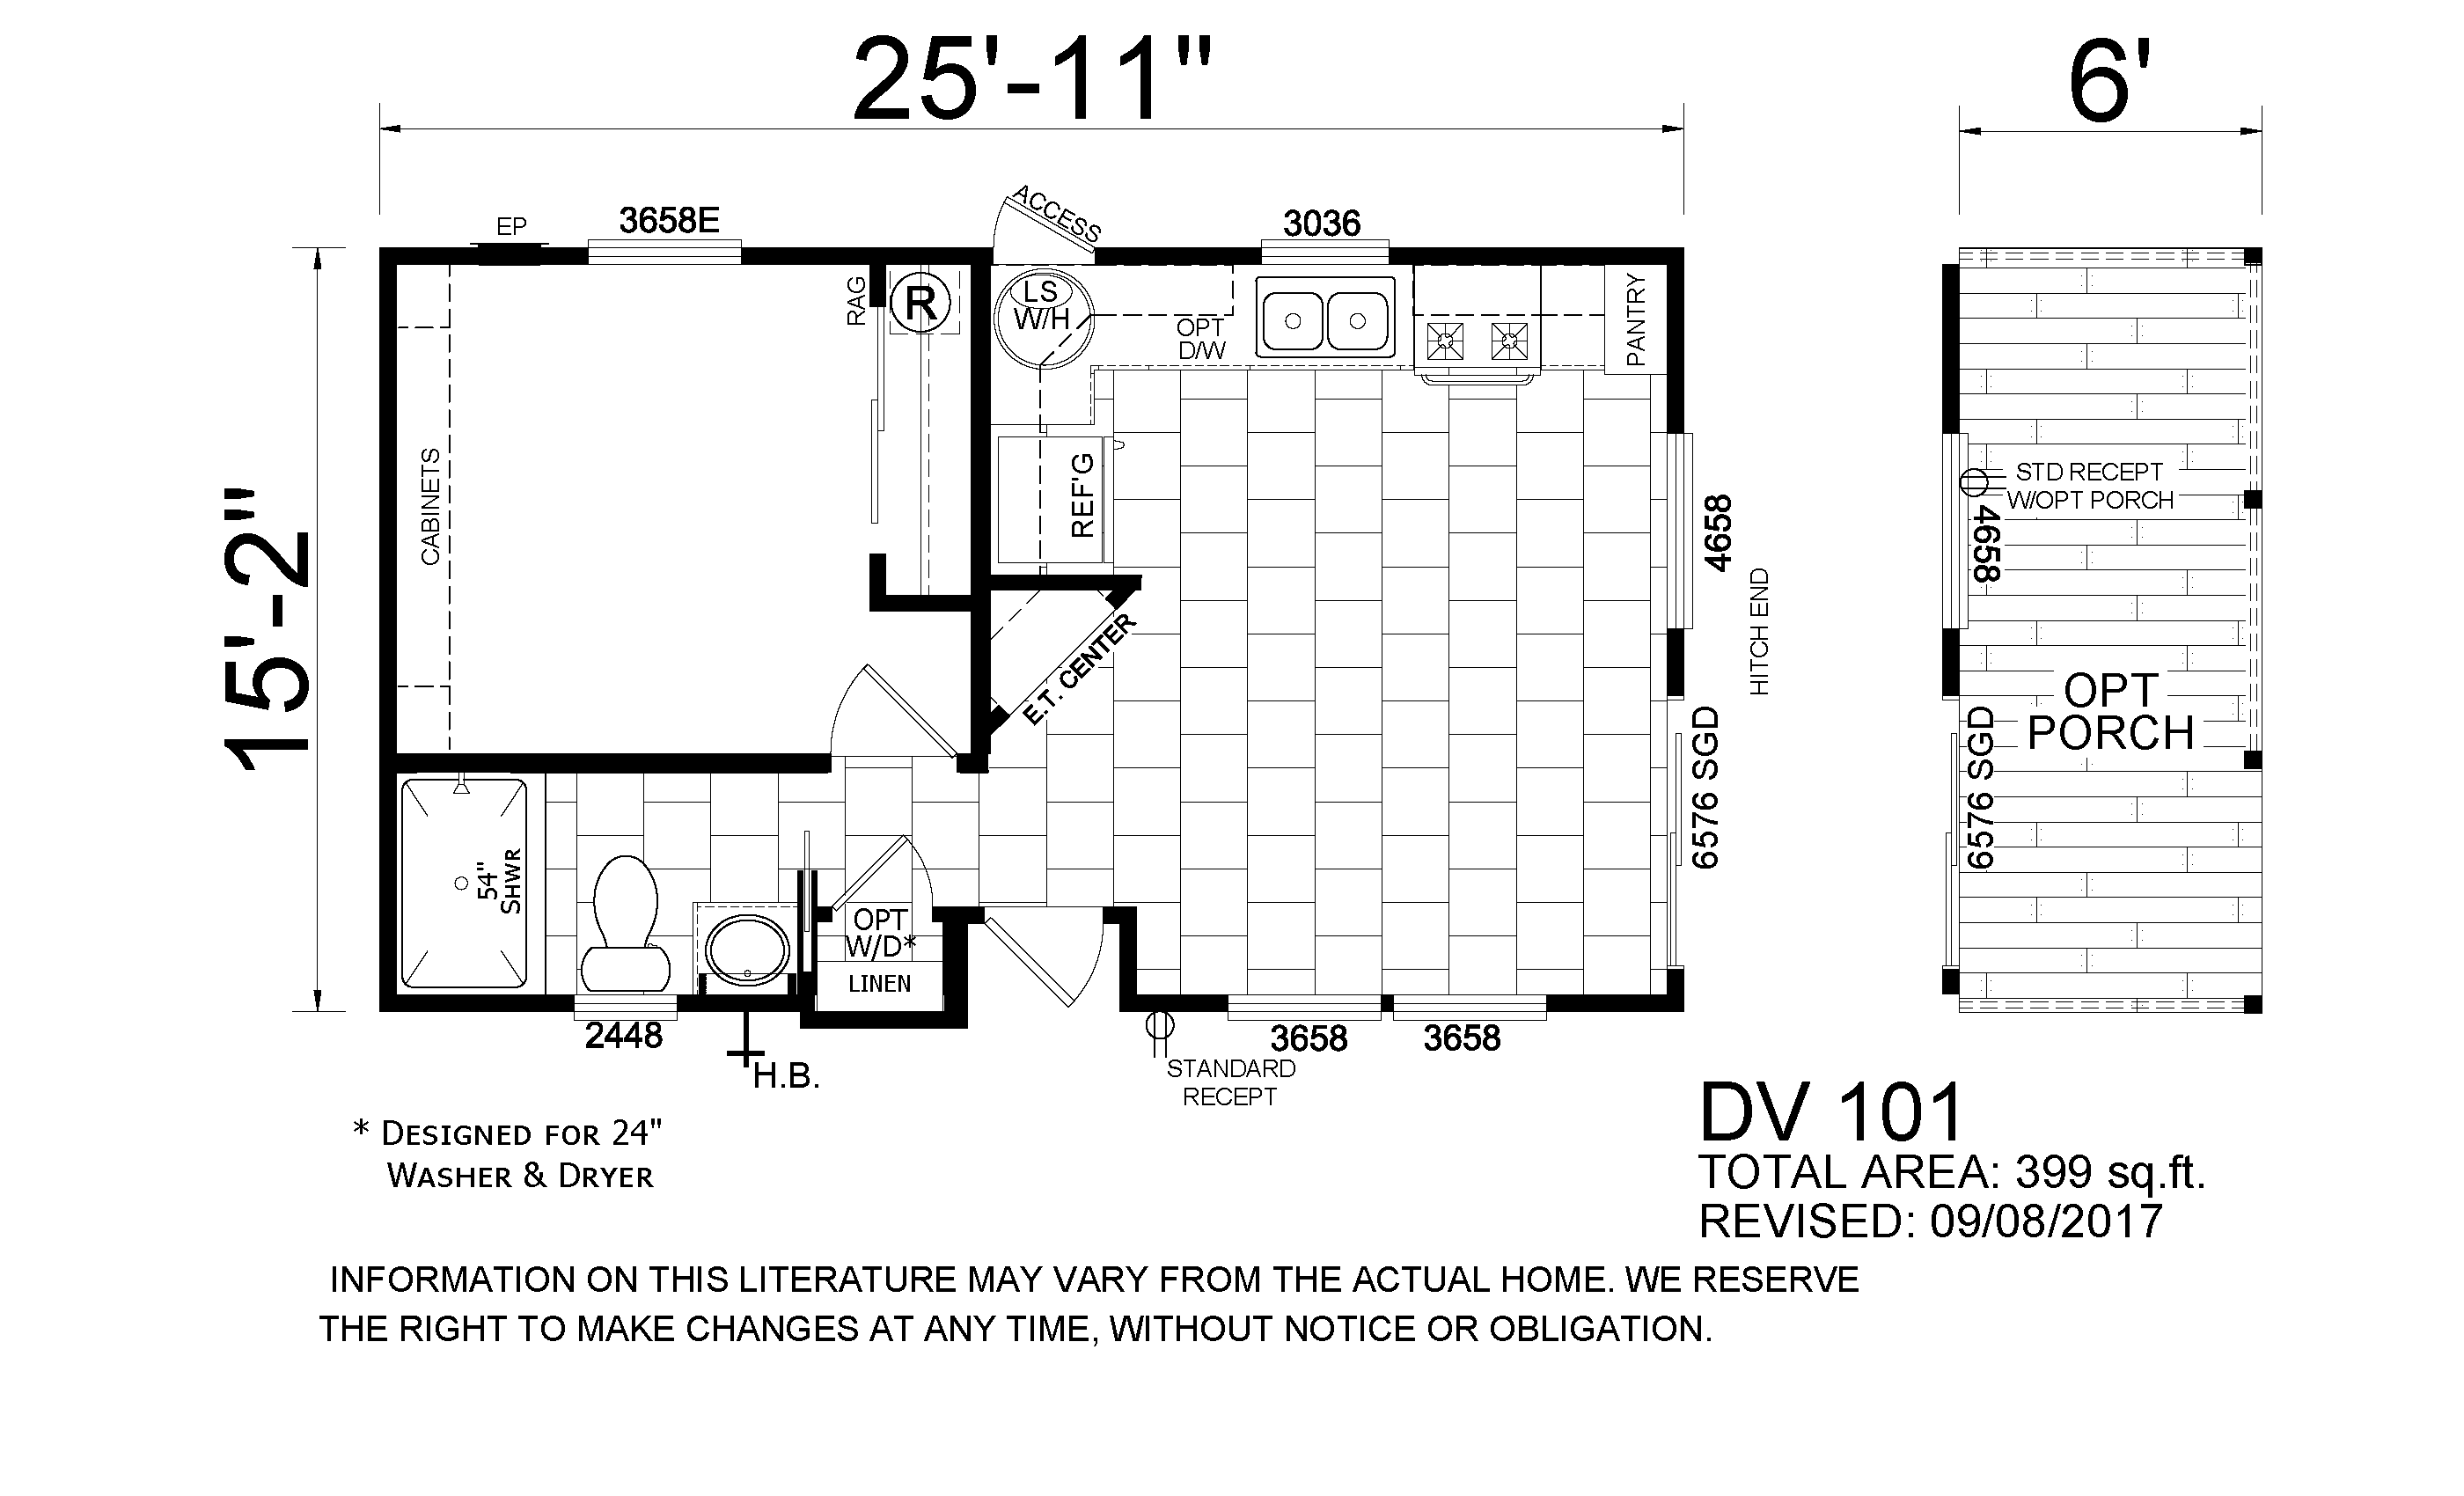 25'-11"
6'
ACCESS
EP
3658E
3036
RAG
R
LS
W/H
OPT
D/W
PANTRY
CABINETS
REF'G
4658
HITCH END
STD RECEPT
W/OPT PORCH
4658
15'-2"
E.T. CENTER
OPT
PORCH
6576 SGD
6576 SGD
54"
SHWR
OPT
W/D*
LINEN
2448
H.B.
3658
3658
STANDARD
RECEPT
* DESIGNED FOR 24"
WASHER & DRYER
DV 101
TOTAL AREA: 399 sq.ft.
REVISED: 09/08/2017
INFORMATION ON THIS LITERATURE MAY VARY FROM THE ACTUAL HOME. WE RESERVE
THE RIGHT TO MAKE CHANGES AT ANY TIME, WITHOUT NOTICE OR OBLIGATION.